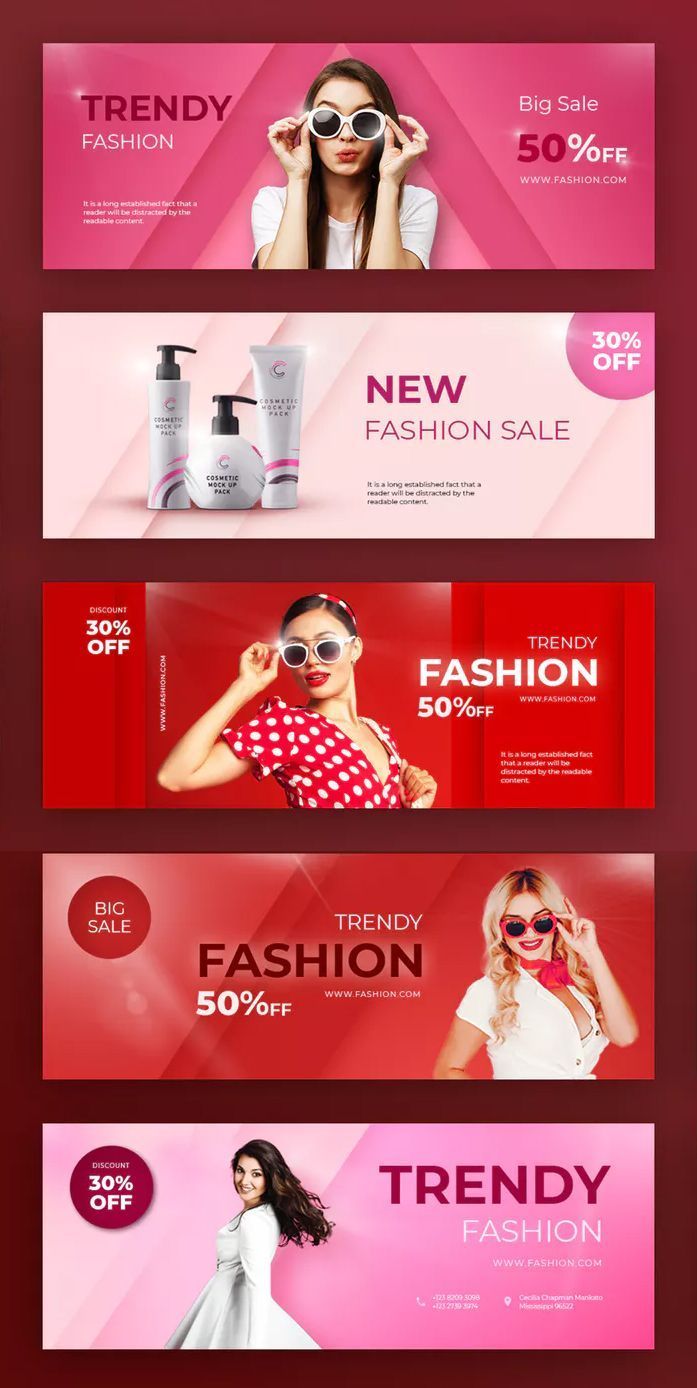 TRENDY
FASHION
It is a long established fact that a
reader will be distracted by the
readable content.
Big Sale
50%OFF
WWW.FASHION.COM
30%
OFF
COSMETIC
MOCK UP
PACK
COSMETIC
MOCK UP
PACK
COSMETIC
MOCK UP
PACK
NEW
FASHION SALE
It is a long established fact that a
reader will be distracted by the
readable content.
DISCOUNT
30%
OFF
WWW.FASHION.COM
TRENDY
FASHION
WWW.FASHION.COM
50%OFF
It is a long established fact
that a reader will be
distracted by the readable
content.
BIG
SALE
TRENDY
FASHION
50%OFF
WWW.FASHION.COM
DISCOUNT
30%
OFF
TRENDY
FASHION
WWW.FASHION.COM
+123 8209 3098
+123 2739 3974
Cecilia Chapman Mankato
Mississippi 96522